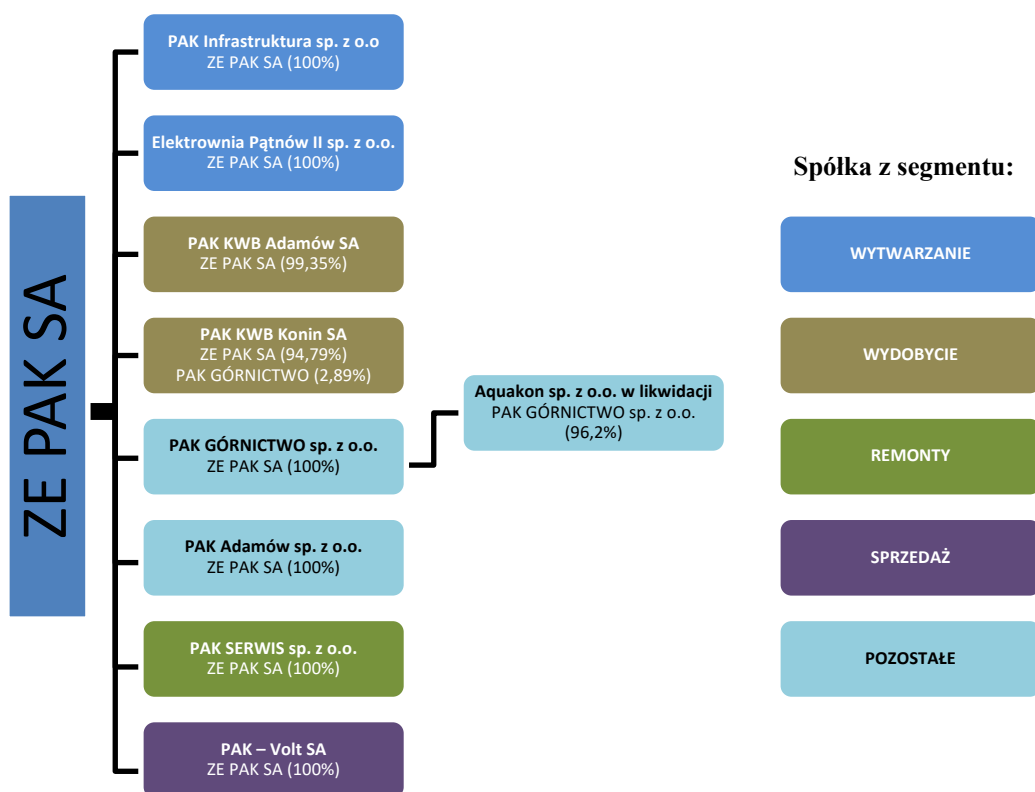 ZE PAK SA
PAK Infrastruktura sp. z o.o
ZE PAK SA (100%)
Elektrownia Pątnów II sp. z o.o.
ZE PAK SA (100%)
PAK KWB Adamów SA
ZE PAK SA (99,35%)
PAK KWB Konin SA
ZE PAK SA (94,79%)
PAK GÓRNICTWO (2,89%)
PAK GÓRNICTWO sp. z o.o.
ZE PAK SA (100%)
Aquakon sp. z o.o. w likwidacji
PAK GÓRNICTWO sp. z o.o.
(96,2%)
PAK Adamów sp. z o.o.
ZE PAK SA (100%)
PAK SERWIS sp. z o.o.
ZE PAK SA (100%)
PAK – Volt SA
ZE PAK SA (100%)
Spółka z segmentu:
WYTWARZANIE
WYDOBYCIE
REMONTY
SPRZEDAŻ
POZOSTAŁE